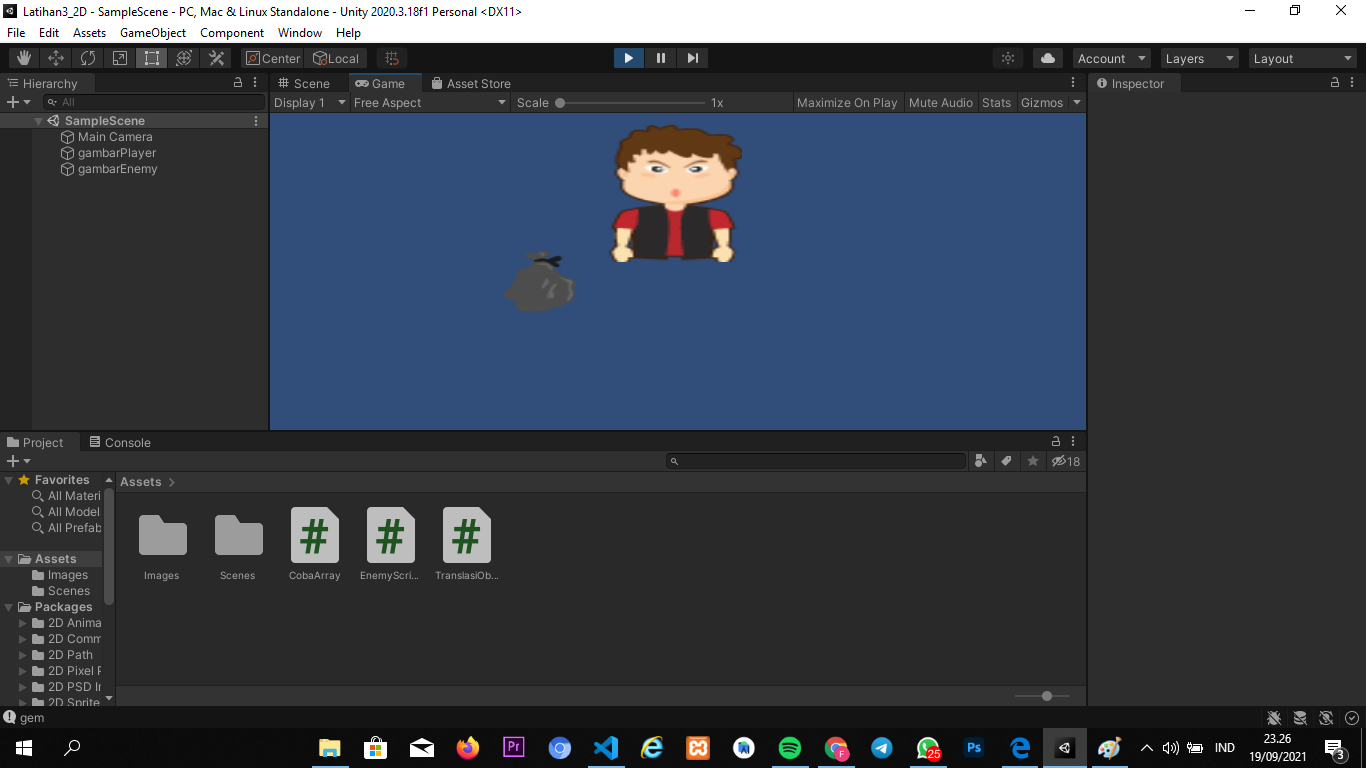 Latihan3_2D - SampleScene - PC, Mac & Linux Standalone - Unity 2020.3.18f1 Personal <DX11>
File Edit Assets GameObject Component Window Help
Center Local Account Layers Layout
Hierarchy
All
SampleScene
Main Camera
gambarPlayer
gambarEnemy
Scene Game Asset Store
Display 1 Free Aspect Scale 1x Maximize On Play Mute Audio Stats Gizmos
Inspector
Project Console
18
Favorites
All Materi
All Model
All Prefab
Assets
Images
Scenes
Packages
2D Anima
2D Comm
2D Path
2D Pixel P
2D PSD In
2D Sprite
Assets
Images Scenes CobaArray EnemyScri... TranslasiOb...
gem
Pr
F
25
Ps
IND
23.26
19/09/2021
3